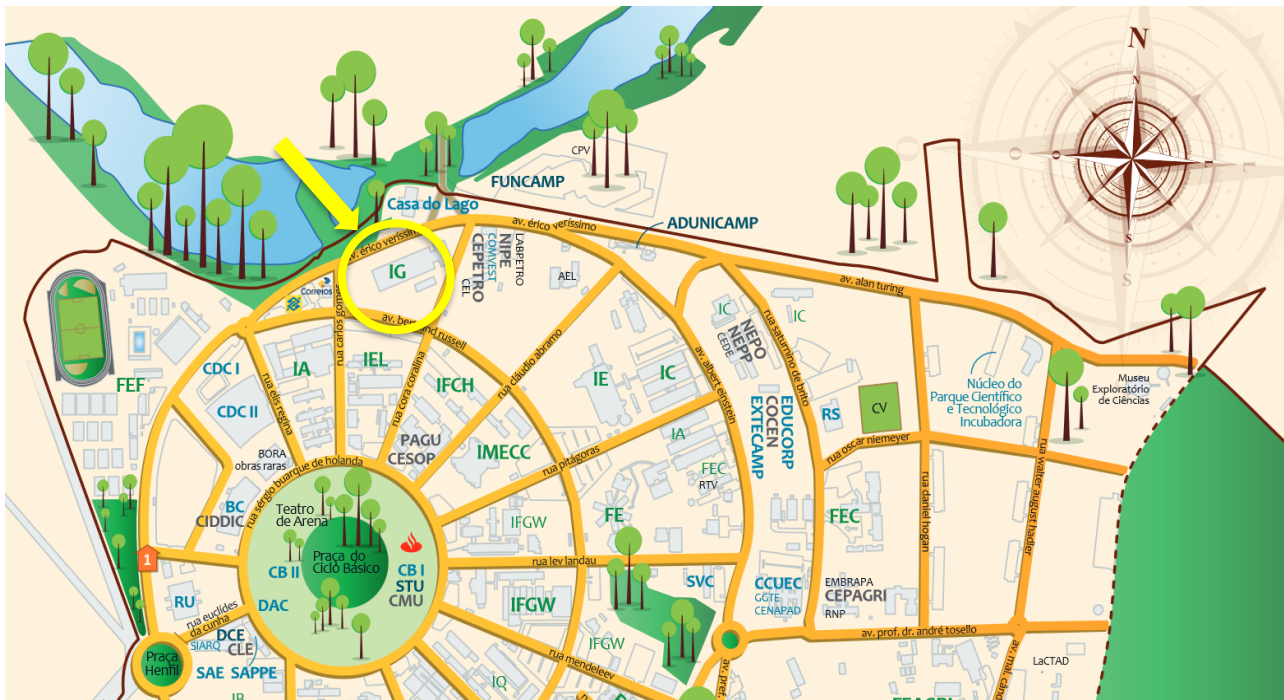 N
N
O
O
E
S
S
CPV
FUNCAMP
Casa do Lago
ADUNICAMP
av. érico veríssimo
av. érico veríssimo
LABPETRO
NIPE
COMVEST
CEPETRO
CEL
AEL
IG
Correios
av. alan turing
rua carlos gomes
av. bertrand russell
rua cora coralina
rua cláudio abramo
IC
IC
NEPO
NEPP
CEDE
rua saturnino de brito
CDC I
IA
IEL
IFCH
IE
IC
av. albert einstein
FEF
CDC II
rua elis regina
PAGU
CESOP
IMECC
IA
EDUCORP
COCEN
EXTECAMP
RS
CV
Núcleo do
Parque Científico
e Tecnológico
Incubadora
Museu
Exploratório
de Ciências
rua oscar niemeyer
BORA
obras raras
rua sérgio buarque de holanda
rua pitágoras
FEC
RTV
rua daniel hogan
rua walter august hadler
BC
CIDDIC
Teatro
de Arena
IFGW
FE
FEC
1
Praça do
Ciclo Básico
CB II
CB I
STU
CMU
rua lev landau
SVC
CCUEC
GGTE
CENAPAD
EMBRAPA
CEPAGRI
RNP
RU
DAC
rua euclides
da cunha
IFGW
IFGW
av. prof. dr. andré tosello
SIARQ
DCE
CLE
Praça
Henfil
SAE
SAPPE
rua mendeleev
IQ
IB
av. pret.
LaCTAD
av. mal. când
FEAGRI